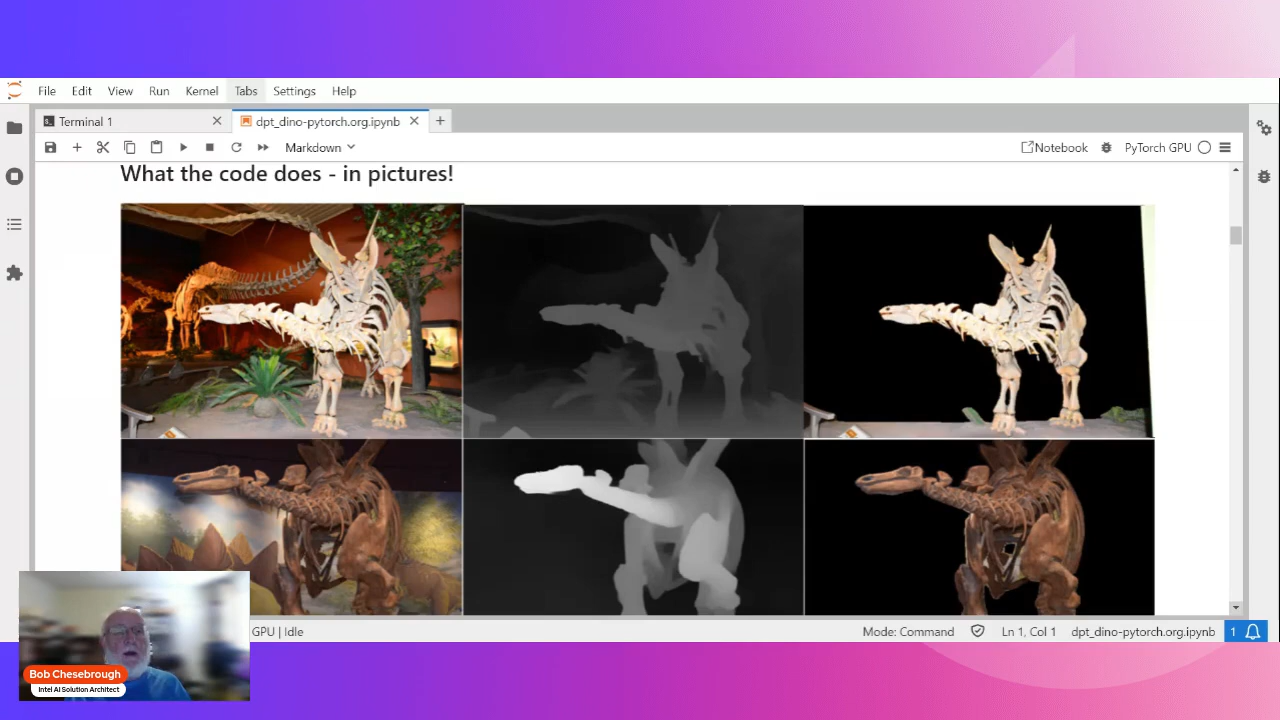 File Edit View Run Kernel Tabs Settings Help
Terminal 1
dpt_dino-pytorch.org.ipynb
Markdown
Notebook
PyTorch GPU
What the code does - in pictures!
GPU | Idle
Mode: Command
Ln 1, Col 1
dpt_dino-pytorch.org.ipynb
1
Bob Chesebrough
Intel AI Solution Architect